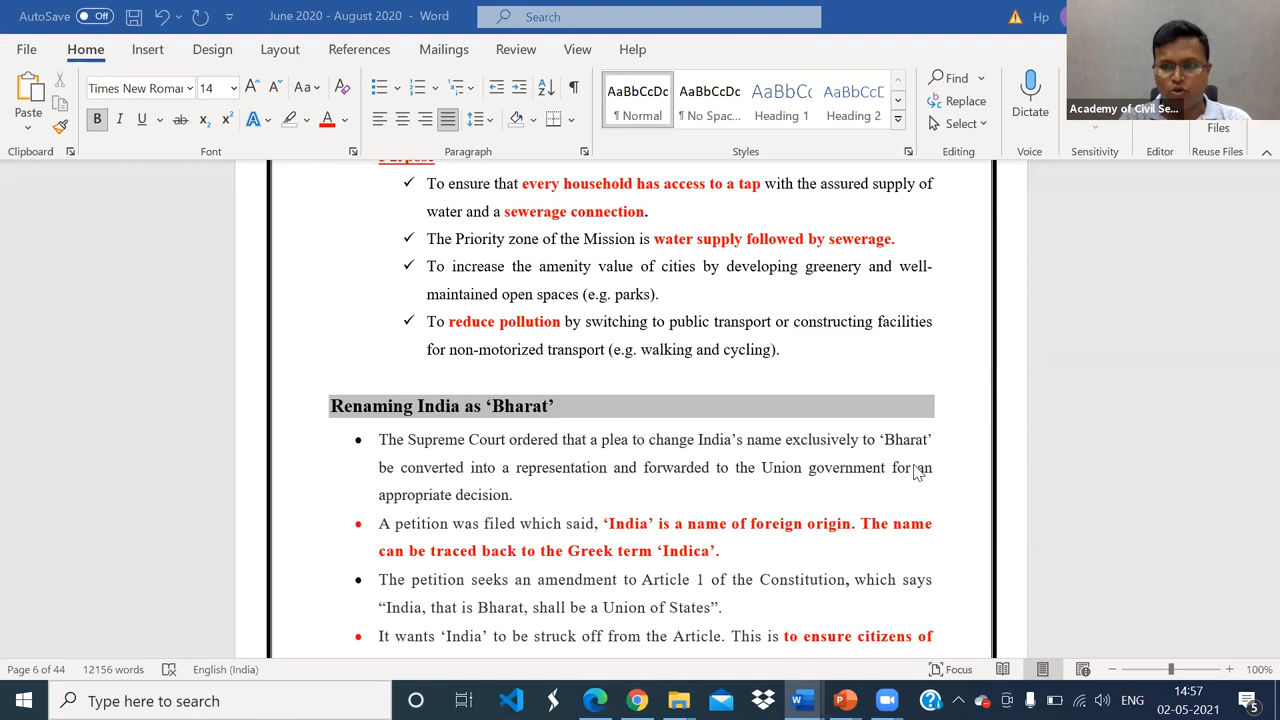 AutoSave Off June 2020 - August 2020 - Word Search Hp
File Home Insert Design Layout References Mailings Review View Help
Times New Roma 14 Aa A
Paste
B I U ab x₂ x² A A
AaBbCcDc AaBbCcDc AaBbCc AaBbCcC
¶ Normal ¶ No Spac... Heading 1 Heading 2
Find
Replace
Select
Dictate
Files
Academy of Civil Se...
Clipboard Font Paragraph Styles Editing Voice Sensitivity Editor Reuse Files
Purpose
✓ To ensure that every household has access to a tap with the assured supply of
water and a sewerage connection.
✓ The Priority zone of the Mission is water supply followed by sewerage.
✓ To increase the amenity value of cities by developing greenery and well-
maintained open spaces (e.g. parks).
✓ To reduce pollution by switching to public transport or constructing facilities
for non-motorized transport (e.g. walking and cycling).
Renaming India as ‘Bharat’
• The Supreme Court ordered that a plea to change India’s name exclusively to ‘Bharat’
be converted into a representation and forwarded to the Union government for an
appropriate decision.
• A petition was filed which said, ‘India’ is a name of foreign origin. The name
can be traced back to the Greek term ‘Indica’.
• The petition seeks an amendment to Article 1 of the Constitution, which says
“India, that is Bharat, shall be a Union of States”.
• It wants ‘India’ to be struck off from the Article. This is to ensure citizens of
Page 6 of 44 12156 words English (India) Focus 100%
Type here to search ENG 14:57
02-05-2021 5